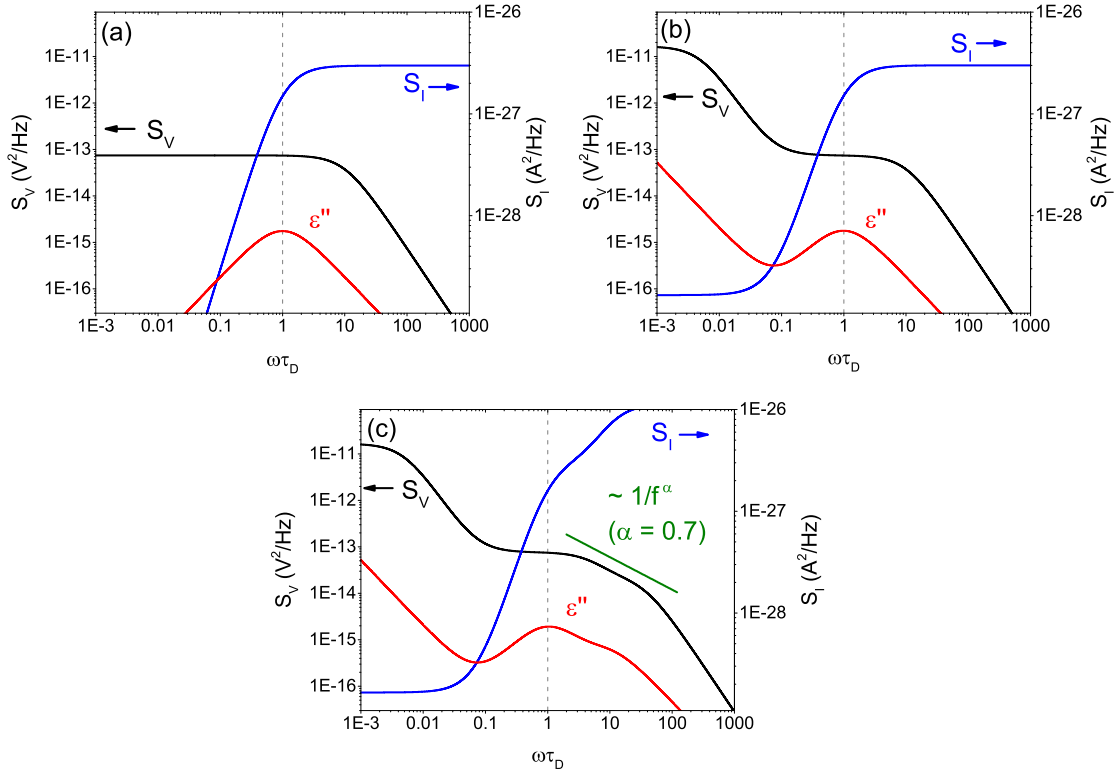 (a)
1E-11
1E-12
1E-13
1E-14
1E-15
1E-16
S_V (V²/Hz)
S_V
S_I
ε''
1E-26
1E-27
1E-28
S_I (A²/Hz)
1E-3 0.01 0.1 1 10 100 1000
ωτ_D
(b)
1E-11
1E-12
1E-13
1E-14
1E-15
1E-16
S_V (V²/Hz)
S_V
S_I
ε''
1E-26
1E-27
1E-28
S_I (A²/Hz)
1E-3 0.01 0.1 1 10 100 1000
ωτ_D
(c)
1E-11
1E-12
1E-13
1E-14
1E-15
1E-16
S_V (V²/Hz)
S_V
S_I
~ 1/f^α
(α = 0.7)
ε''
1E-26
1E-27
1E-28
S_I (A²/Hz)
1E-3 0.01 0.1 1 10 100 1000
ωτ_D